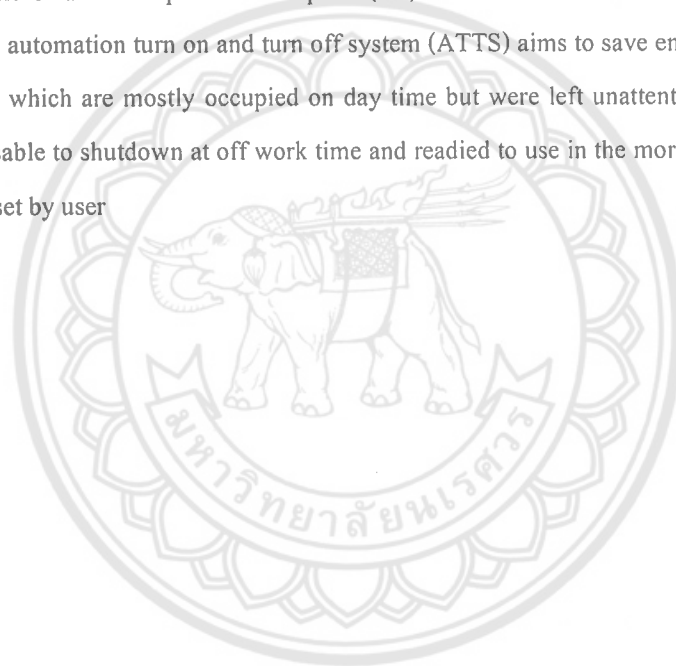 automation turn on and turn off system (ATTS) aims to save en
which are mostly occupied on day time but were left unattent
able to shutdown at off work time and readied to use in the mor
set by user
มหาวิทยาลัยนเรศวร